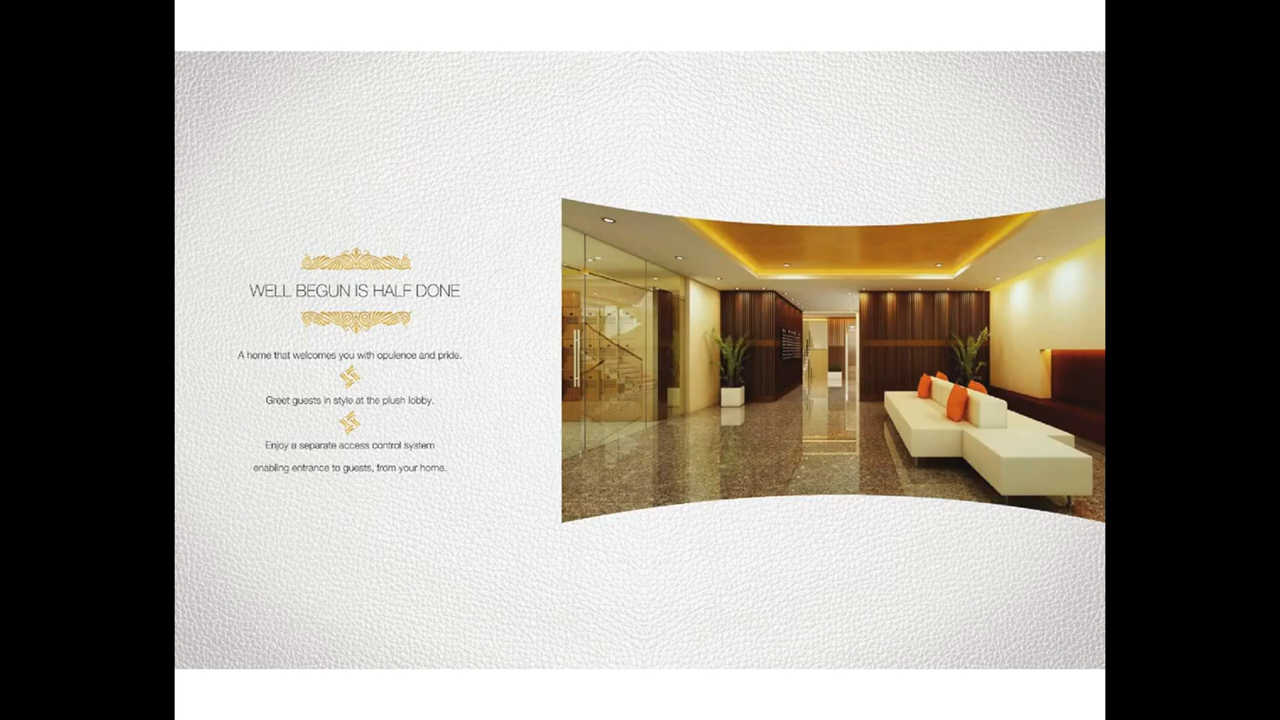 WELL BEGUN IS HALF DONE
A home that welcomes you with opulence and pride.
Greet guests in style at the plush lobby.
Enjoy a separate access control system
enabling entrance to guests, from your home.